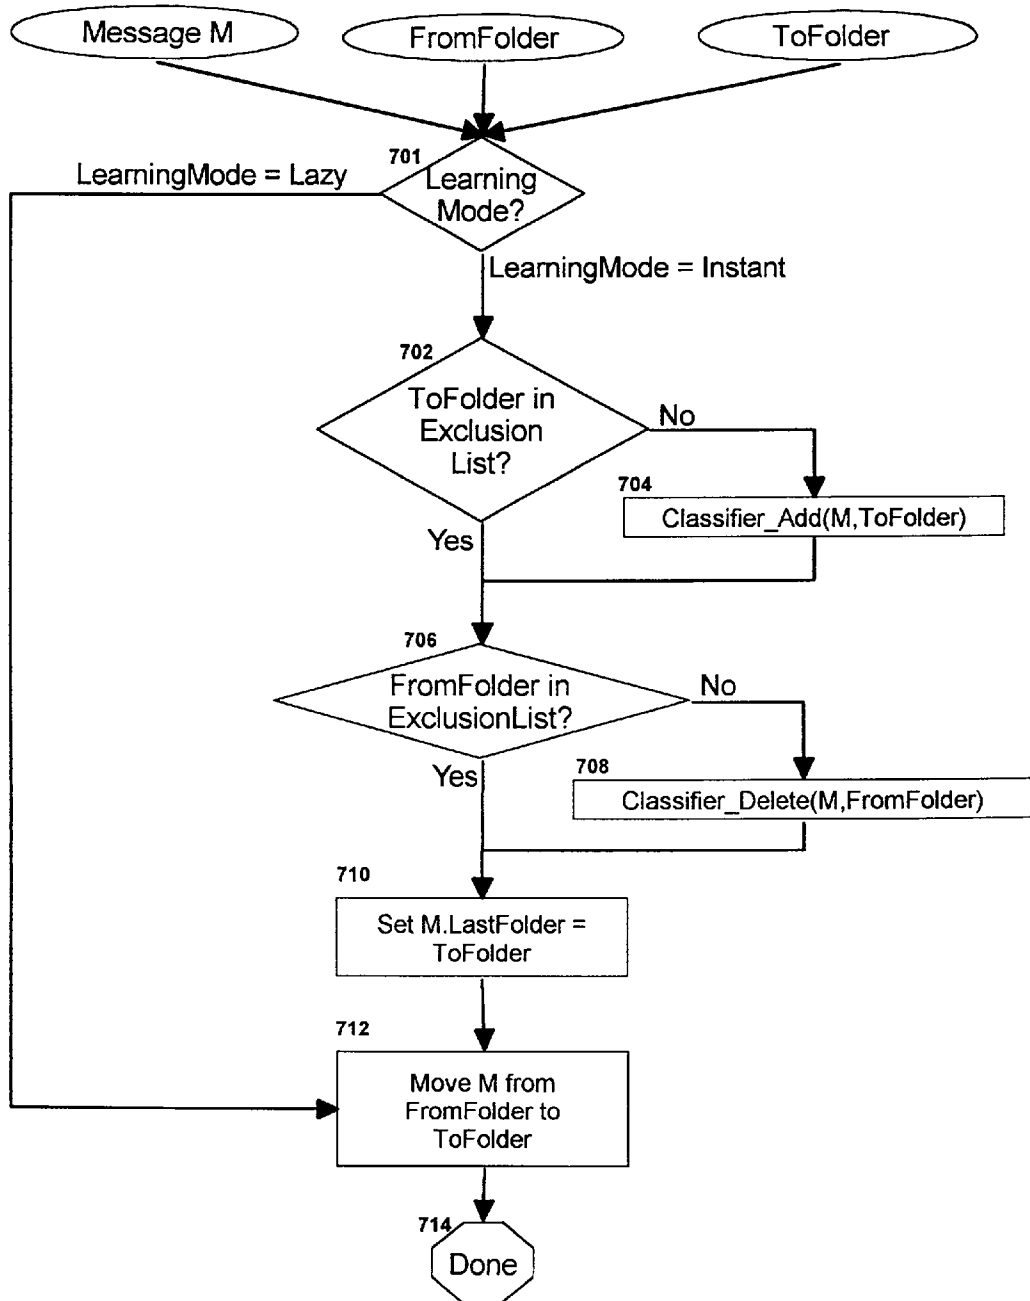 Message M
FromFolder
ToFolder
701
LearningMode = Lazy
Learning
Mode?
LearningMode = Instant
702
ToFolder in
Exclusion
List?
No
704
Classifier_Add(M,ToFolder)
Yes
706
FromFolder in
ExclusionList?
No
Yes
708
Classifier_Delete(M,FromFolder)
710
Set M.LastFolder =
ToFolder
712
Move M from
FromFolder to
ToFolder
714
Done